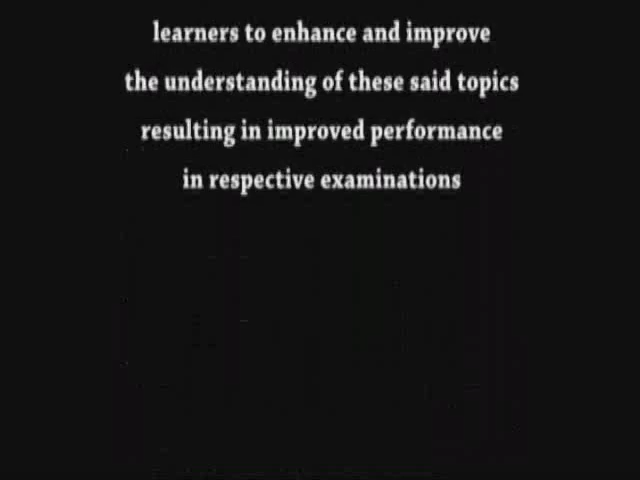 learners to enhance and improve
the understanding of these said topics
resulting in improved performance
in respective examinations